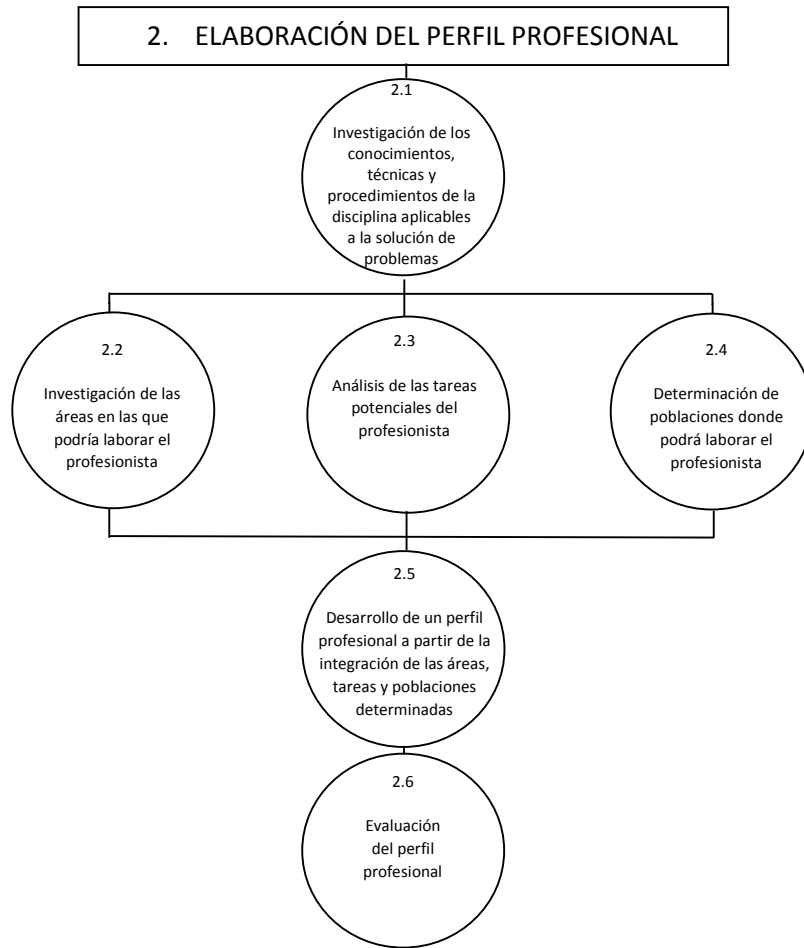 2. ELABORACIÓN DEL PERFIL PROFESIONAL
2.1
Investigación de los
conocimientos,
técnicas y
procedimientos de la
disciplina aplicables
a la solución de
problemas
2.2
Investigación de las
áreas en las que
podría laborar el
profesionista
2.3
Análisis de las tareas
potenciales del
profesionista
2.4
Determinación de
poblaciones donde
podrá laborar el
profesionista
2.5
Desarrollo de un perfil
profesional a partir de la
integración de las áreas,
tareas y poblaciones
determinadas
2.6
Evaluación
del perfil
profesional